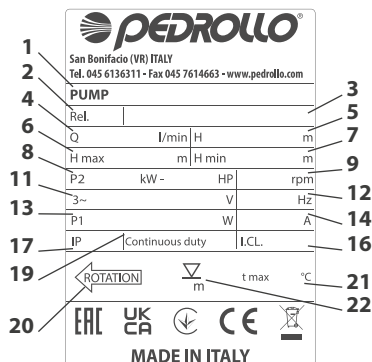 PEDROLLO
San Bonifacio (VR) ITALY
Tel. 045 6136311 - Fax 045 7614663 - www.pedrollo.com
1
PUMP
2 Rel. 3
4 Q l/min H m 5
6 H max m H min m 7
8 P2 kW - HP rpm 9
11 3~ V Hz 12
13 P1 W A 14
17 IP Continuous duty I.CL. 16
19
20 ROTATION m t max °C 21
22
EAC UK CA CE
MADE IN ITALY